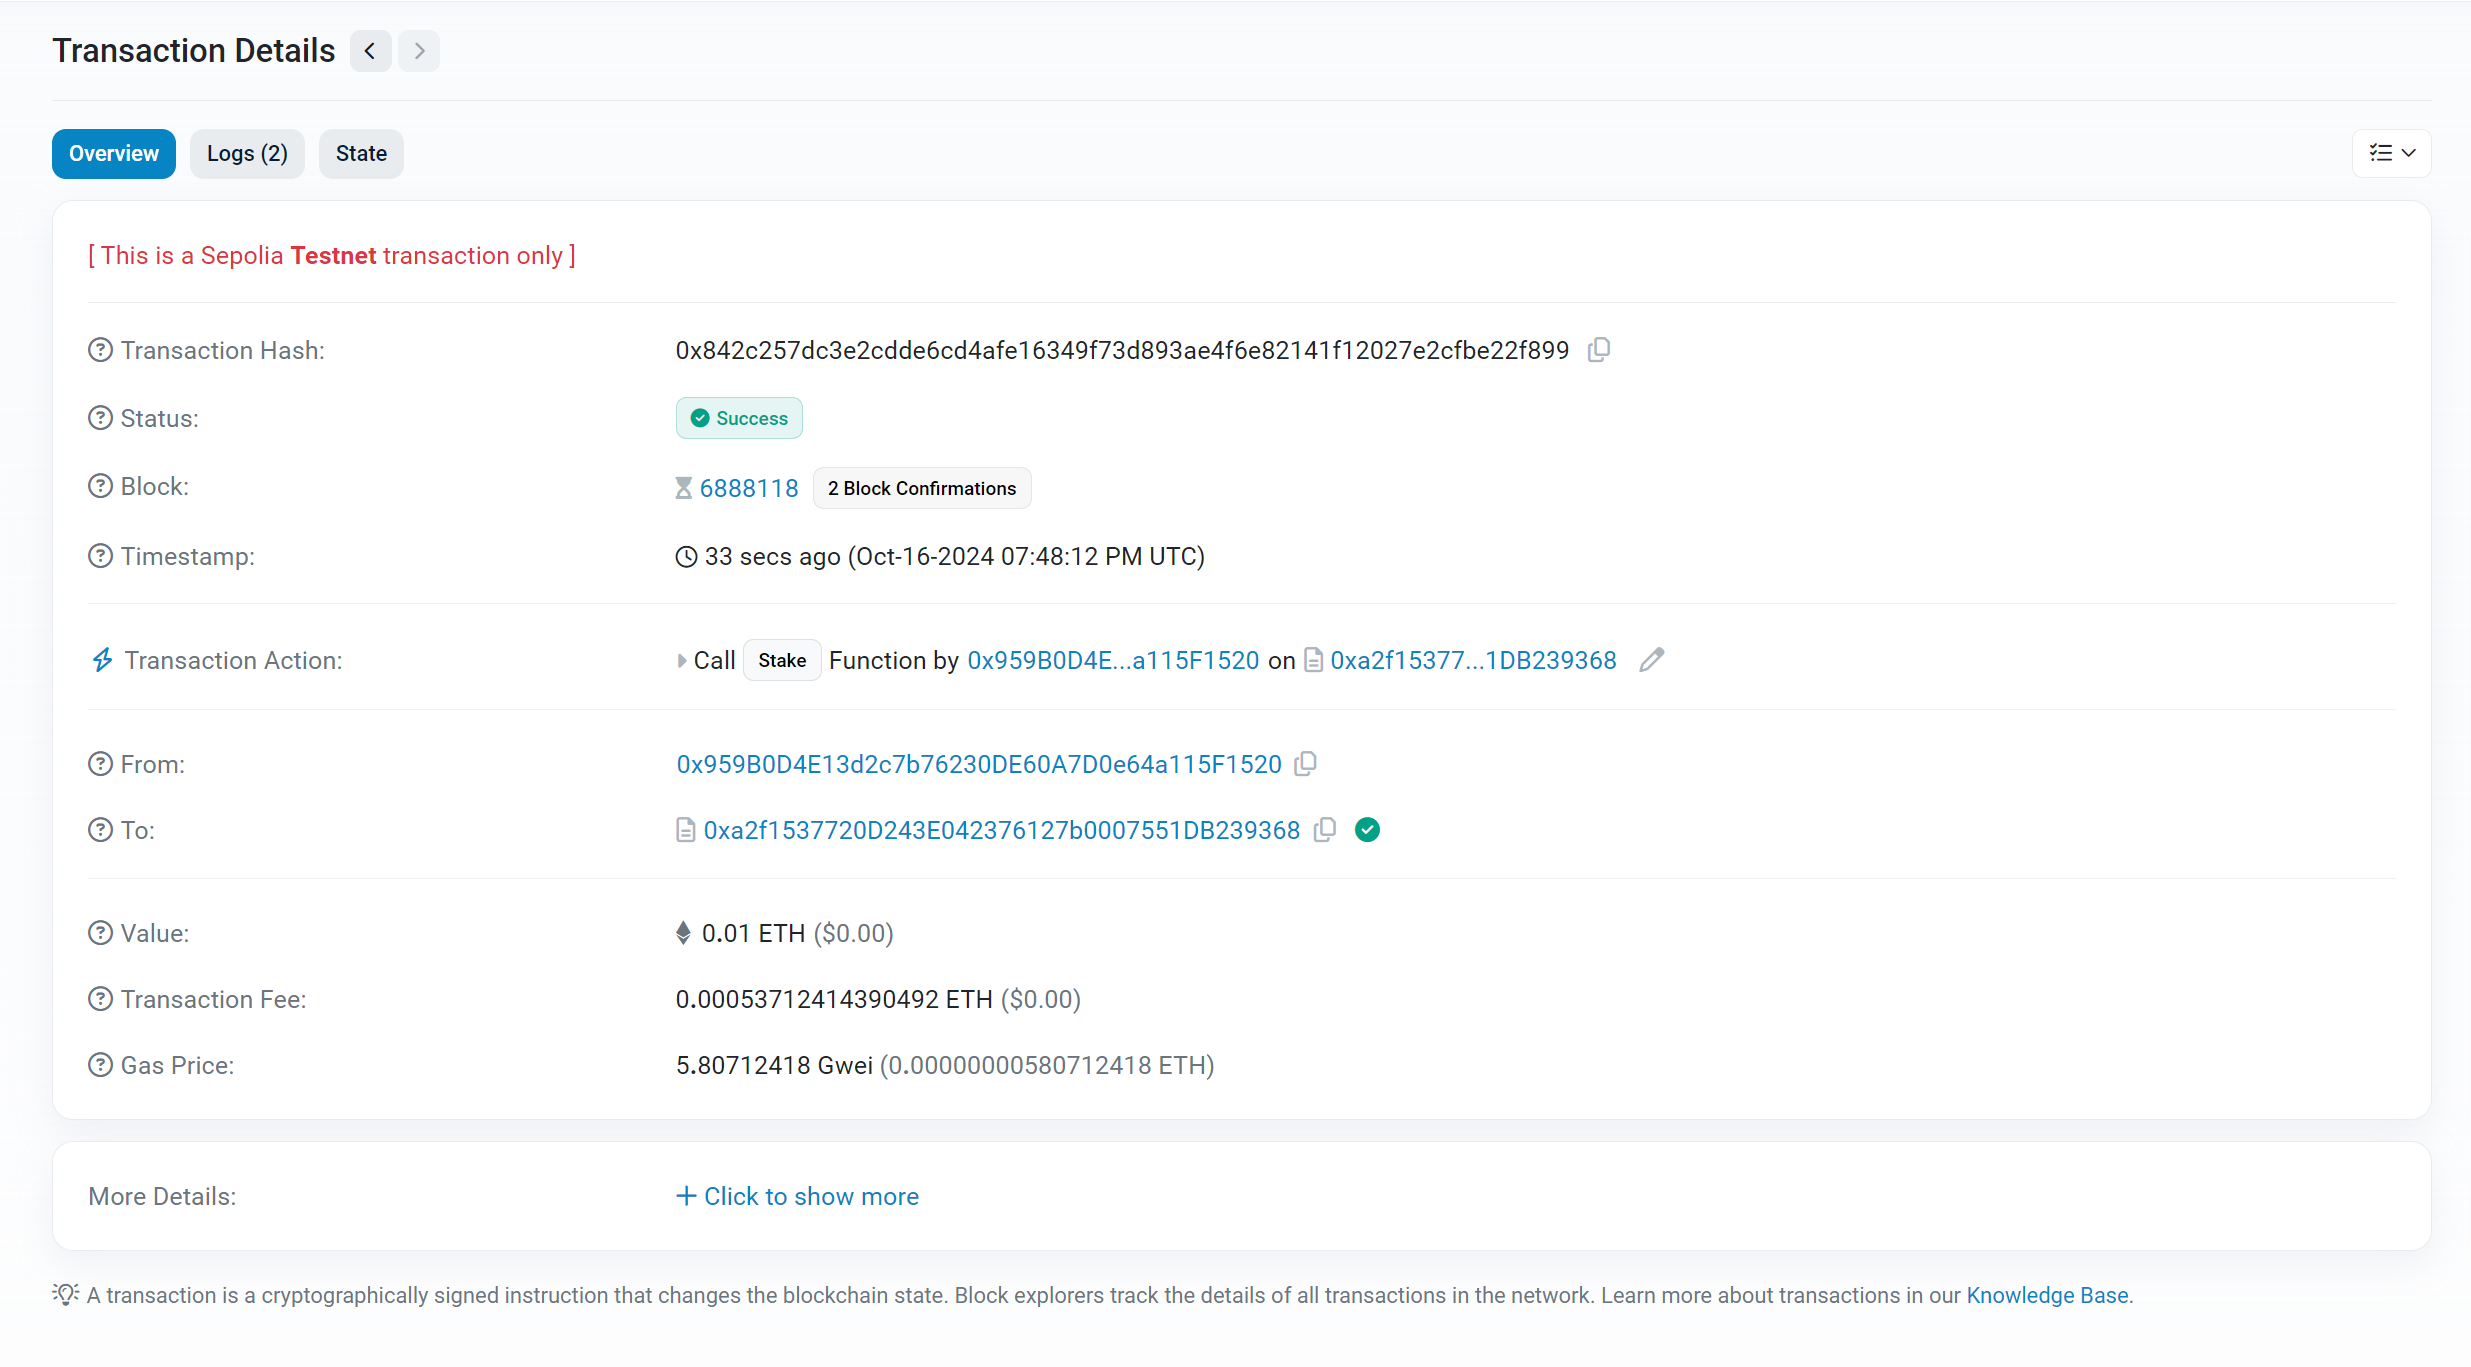 Transaction Details
Overview Logs (2) State
[ This is a Sepolia Testnet transaction only ]
Transaction Hash: 0x842c257dc3e2cdde6cd4afe16349f73d893ae4f6e82141f12027e2cfbe22f899
Status: Success
Block: 6888118 2 Block Confirmations
Timestamp: 33 secs ago (Oct-16-2024 07:48:12 PM UTC)
Transaction Action: Call Stake Function by 0x959B0D4E...a115F1520 on 0xa2f15377...1DB239368
From: 0x959B0D4E13d2c7b76230DE60A7D0e64a115F1520
To: 0xa2f1537720D243E042376127b0007551DB239368
Value: 0.01 ETH ($0.00)
Transaction Fee: 0.00053712414390492 ETH ($0.00)
Gas Price: 5.80712418 Gwei (0.00000000580712418 ETH)
More Details: + Click to show more
A transaction is a cryptographically signed instruction that changes the blockchain state. Block explorers track the details of all transactions in the network. Learn more about transactions in our Knowledge Base.